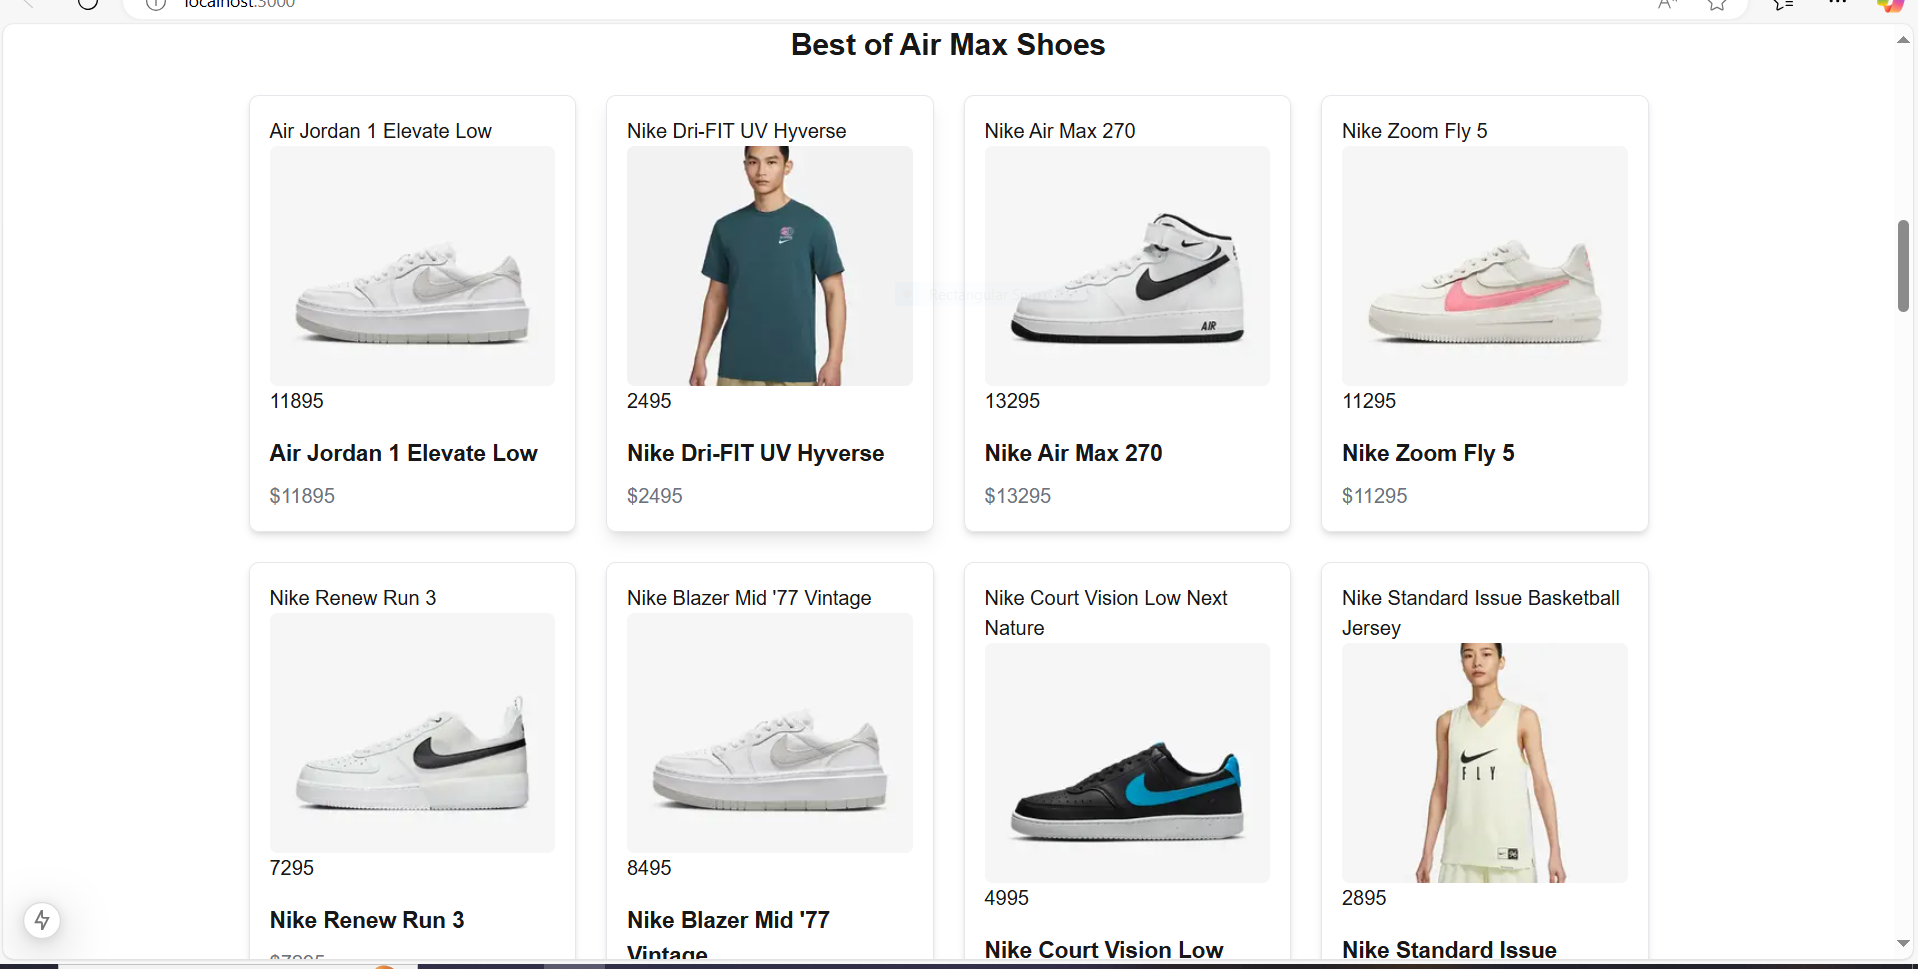 localhost:3000
Best of Air Max Shoes
Air Jordan 1 Elevate Low
Nike Dri-FIT UV Hyverse
Nike Air Max 270
Nike Zoom Fly 5
AIR
11895
2495
13295
11295
Air Jordan 1 Elevate Low
Nike Dri-FIT UV Hyverse
Nike Air Max 270
Nike Zoom Fly 5
$11895
$2495
$13295
$11295
Nike Renew Run 3
Nike Blazer Mid '77 Vintage
Nike Court Vision Low Next
Nature
Nike Standard Issue Basketball
Jersey
FLY
7295
8495
4995
2895
Nike Renew Run 3
Nike Blazer Mid '77
Vintage
Nike Court Vision Low
Nike Standard Issue
$7295